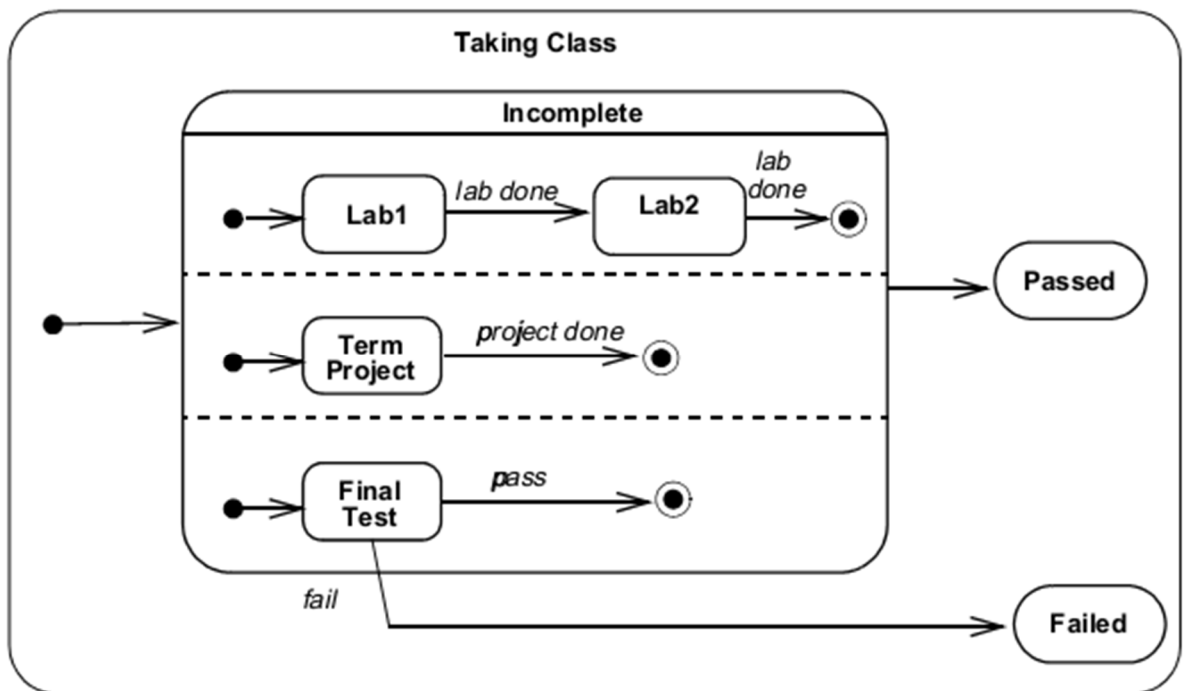 Taking Class
Incomplete
Lab1
lab done
Lab2
lab
done
Term
Project
project done
Passed
Final
Test
pass
fail
Failed